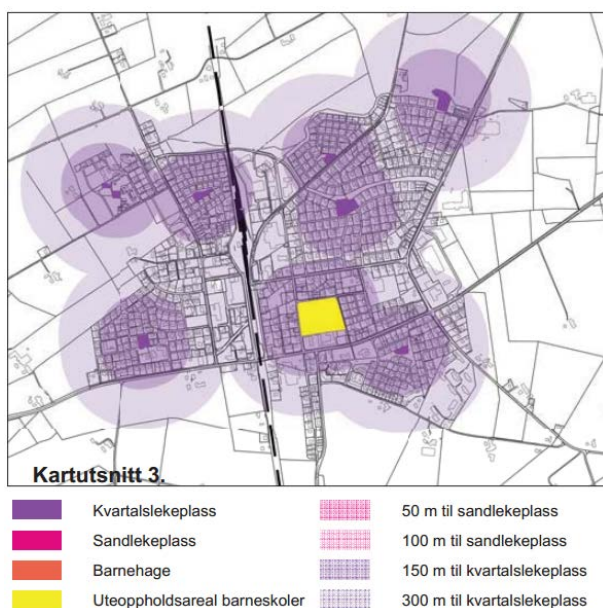 Kartutsnitt 3.
Kvartalslekeplass
Sandlekeplass
Barnehage
Uteoppholdsareal barneskoler
50 m til sandlekeplass
100 m til sandlekeplass
150 m til kvartalslekeplass
300 m til kvartalslekeplass